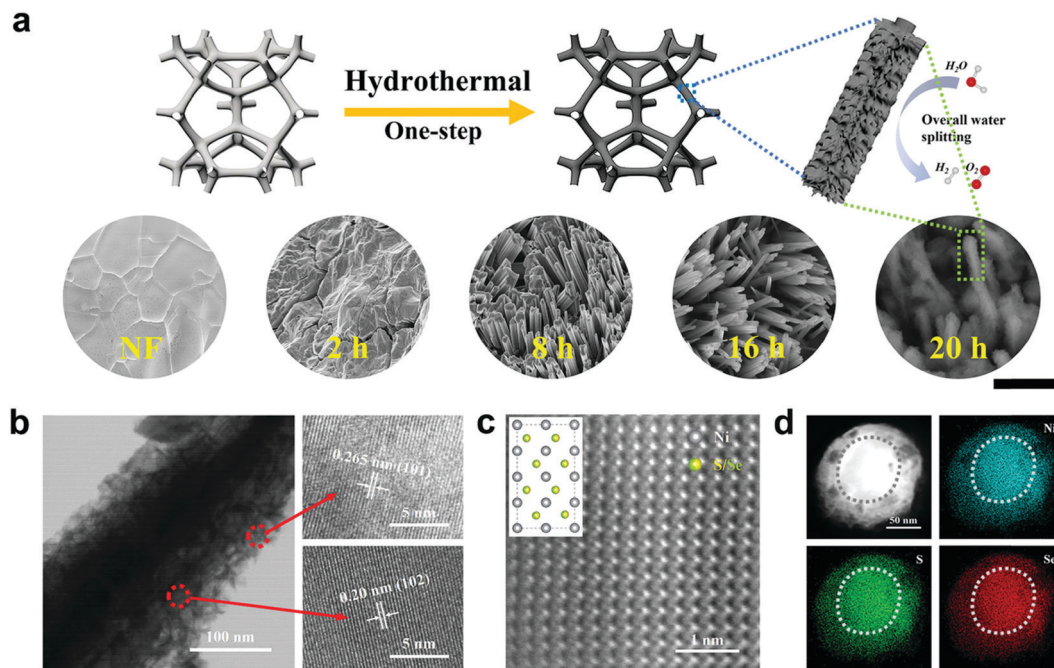 a
Hydrothermal
One-step
H2O
Overall water
splitting
H2
O2
NF
2 h
8 h
16 h
20 h
b
0.265 nm (101)
5 nm
0.20 nm (102)
5 nm
100 nm
c
Ni
S/Se
1 nm
d
50 nm
Ni
S
Se